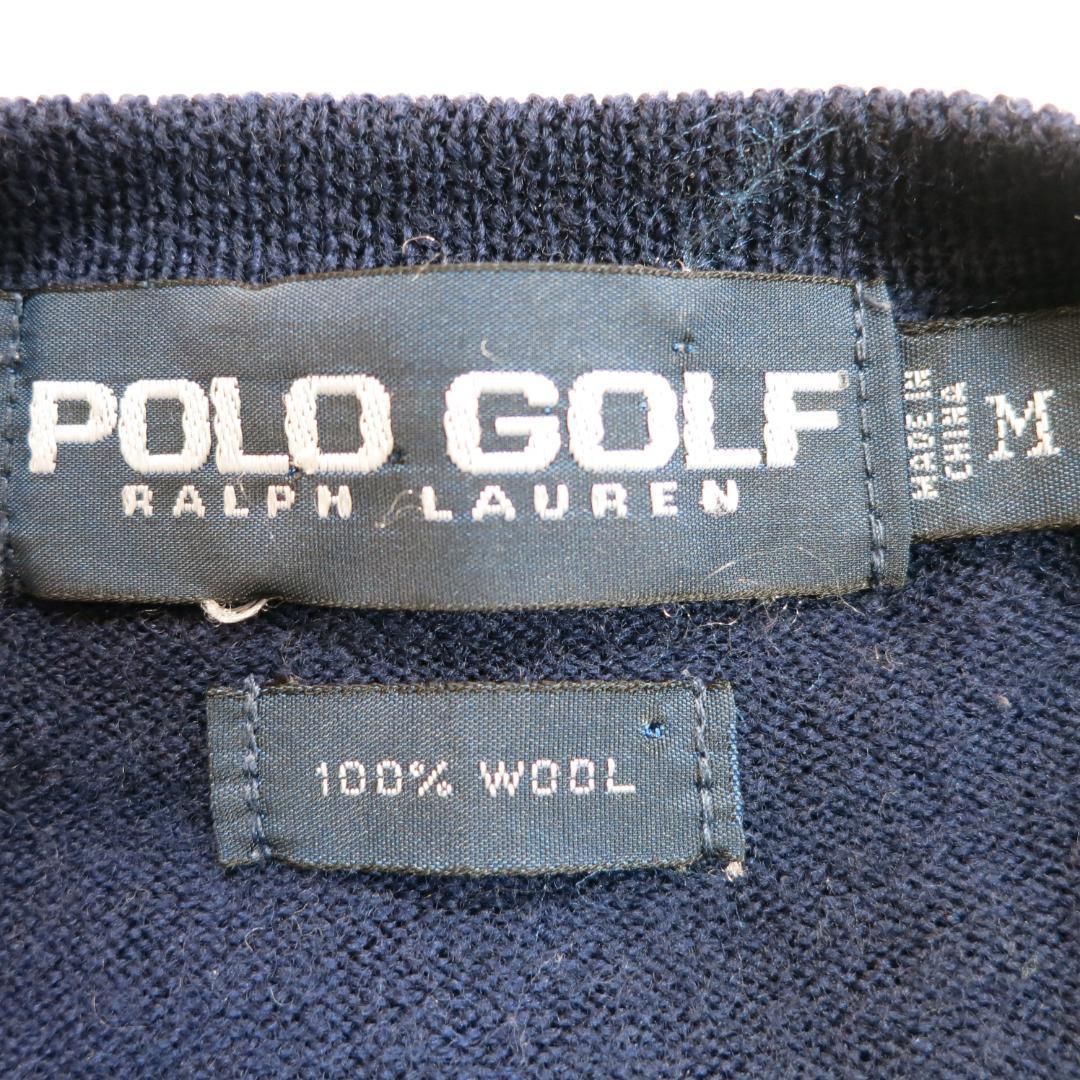 POLO GOLF
RALPH LAUREN
MADE IN
CHINA
M
100% WOOL